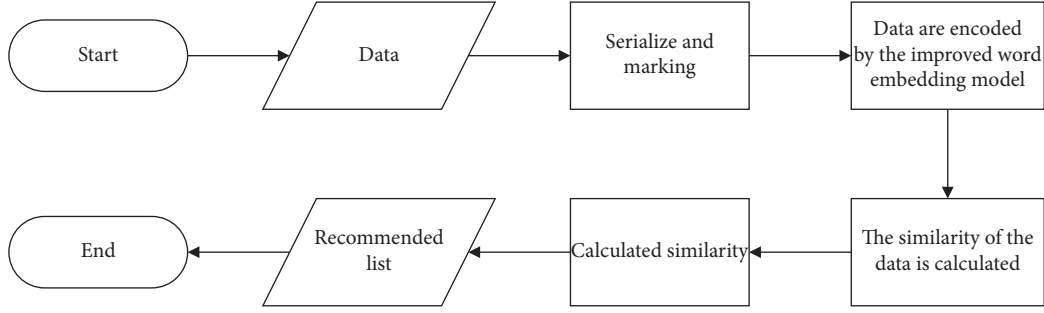 Start
Data
Serialize and
marking
Data are encoded
by the improved word
embedding model
End
Recommended
list
Calculated similarity
The similarity of the
data is calculated